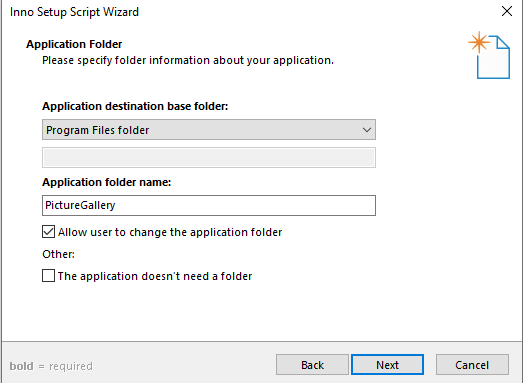 Inno Setup Script Wizard
Application Folder
Please specify folder information about your application.
Application destination base folder:
Program Files folder
Application folder name:
PictureGallery
Allow user to change the application folder
Other:
The application doesn't need a folder
bold = required
Back
Next
Cancel